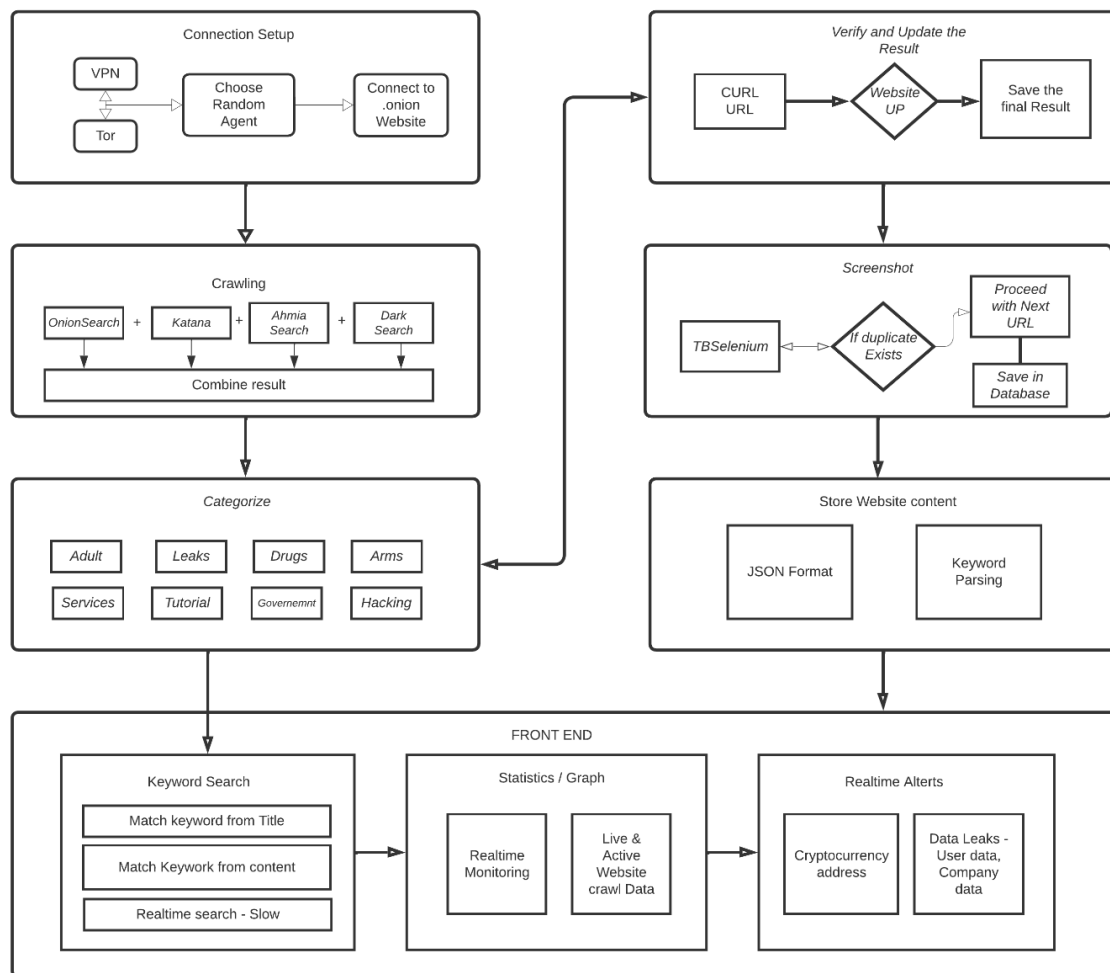 Connection Setup
VPN
Tor
Choose
Random
Agent
Connect to
.onion
Website
Crawling
OnionSearch
+
Katana
+
Ahmia
Search
+
Dark
Search
Combine result
Categorize
Adult
Leaks
Drugs
Arms
Services
Tutorial
Governemnt
Hacking
Verify and Update the
Result
CURL
URL
Website
UP
Save the
final Result
Screenshot
TBSelenium
If duplicate
Exists
Proceed
with Next
URL
Save in
Database
Store Website content
JSON Format
Keyword
Parsing
FRONT END
Keyword Search
Match keyword from Title
Match Keywork from content
Realtime search - Slow
Statistics / Graph
Realtime
Monitoring
Live &
Active
Website
crawl Data
Realtime Alterts
Cryptocurrency
address
Data Leaks -
User data,
Company
data